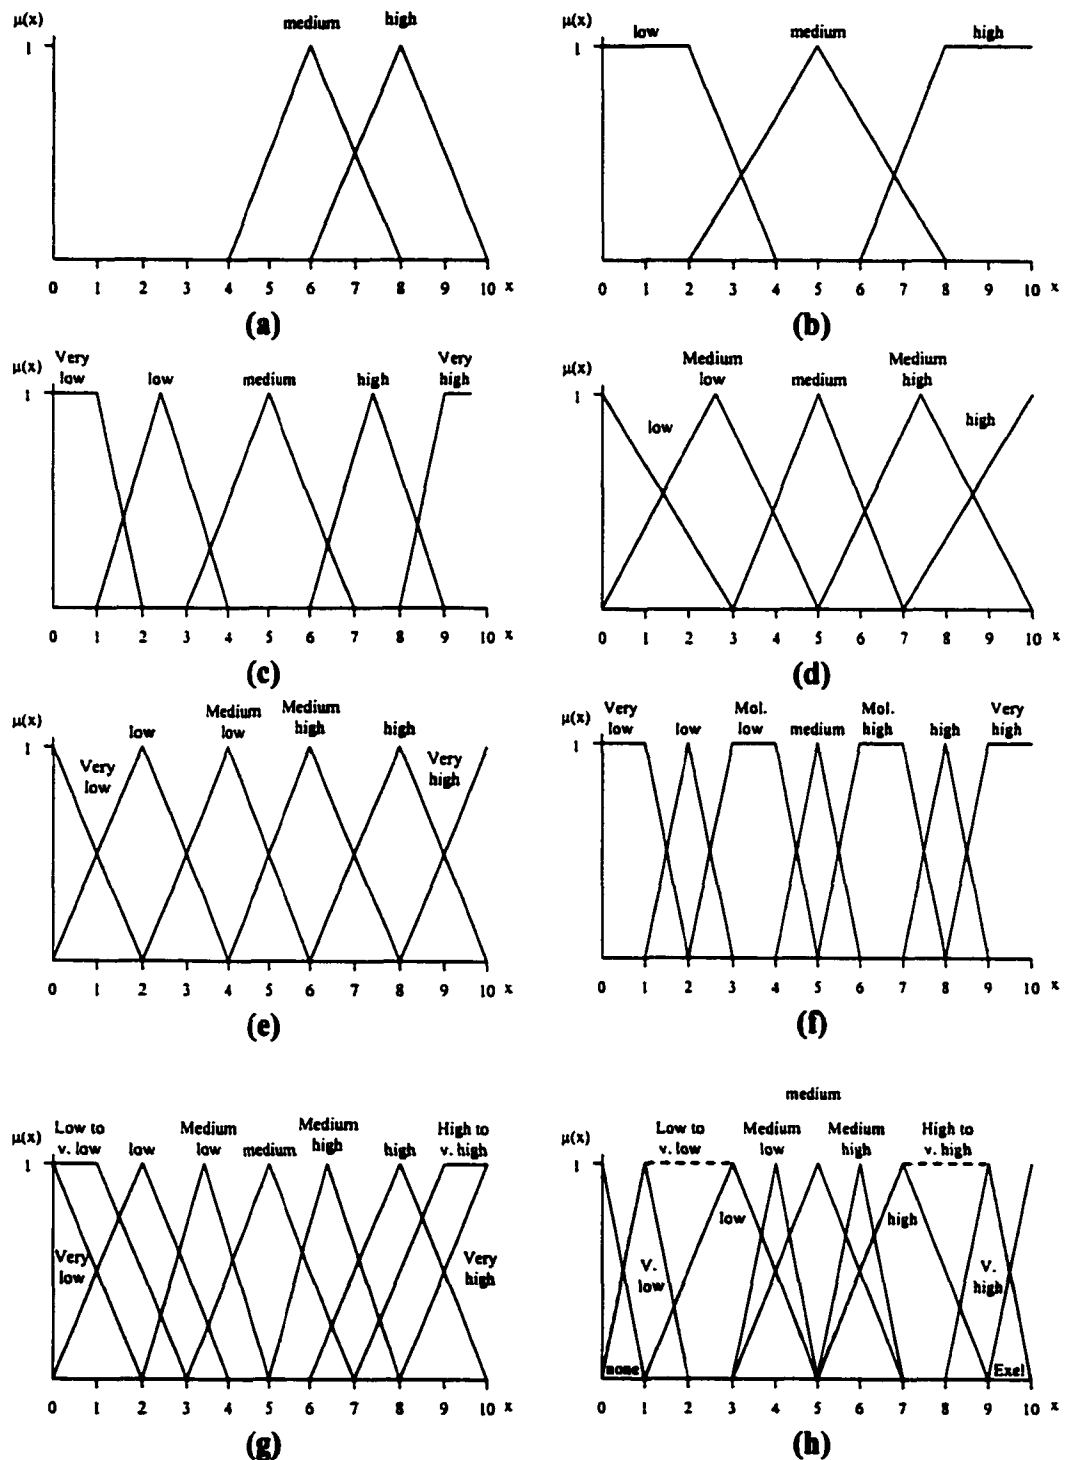 μ(x) medium high
1
0 1 2 3 4 5 6 7 8 9 10 x
(a)
μ(x) low medium high
1
0 1 2 3 4 5 6 7 8 9 10 x
(b)
μ(x) Very low low medium high Very high
1
0 1 2 3 4 5 6 7 8 9 10 x
(c)
μ(x) Medium low medium Medium high
1
low high
0 1 2 3 4 5 6 7 8 9 10 x
(d)
μ(x) low Medium low Medium high high
1
Very low Very high
0 1 2 3 4 5 6 7 8 9 10 x
(e)
μ(x) Very low low Mol. low medium Mol. high high Very high
1
0 1 2 3 4 5 6 7 8 9 10 x
(f)
μ(x) Low to v. low low Medium low medium Medium high high High to v. high
1
Very low Very high
0 1 2 3 4 5 6 7 8 9 10 x
(g)
medium
μ(x) Low to v. low Medium low Medium high High to v. high
1
low high
V. low V. high
none Exel
0 1 2 3 4 5 6 7 8 9 10 x
(h)